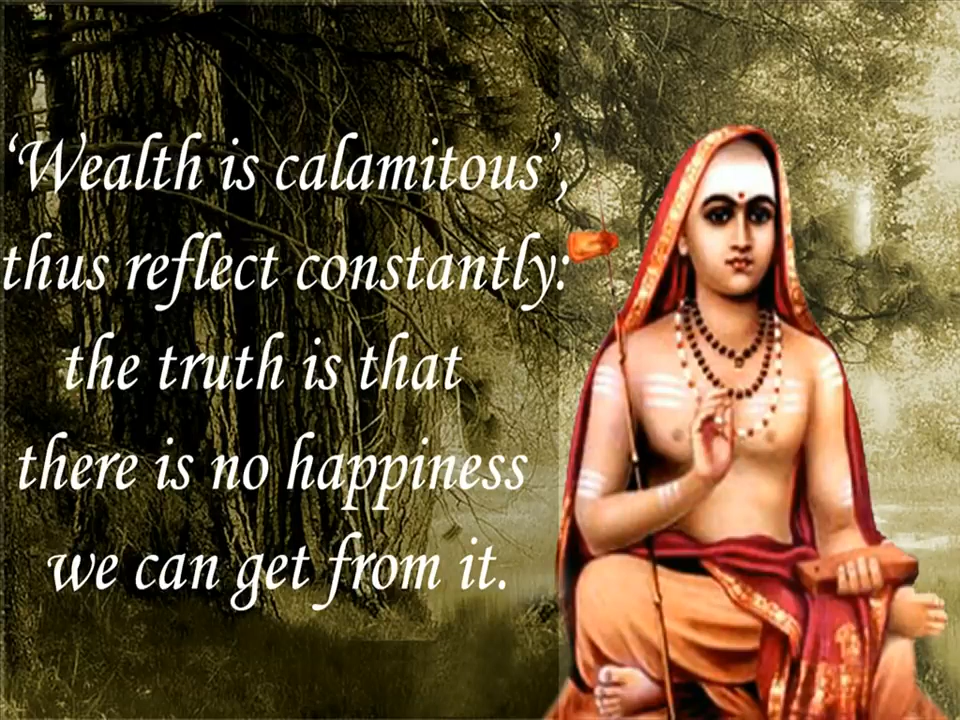 ‘Wealth is calamitous’,
thus reflect constantly:
the truth is that
there is no happiness
we can get from it.